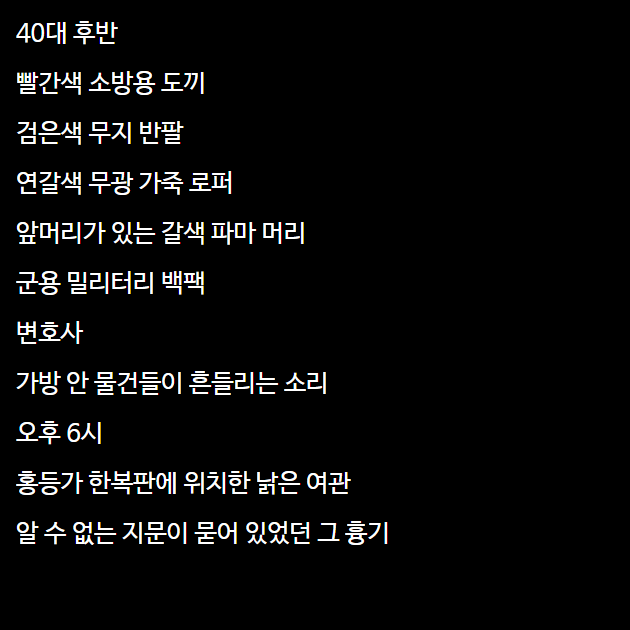 40대 후반
빨간색 소방용 도끼
검은색 무지 반팔
연갈색 무광 가죽 로퍼
앞머리가 있는 갈색 파마 머리
군용 밀리터리 백팩
변호사
가방 안 물건들이 흔들리는 소리
오후 6시
홍등가 한복판에 위치한 낡은 여관
알 수 없는 지문이 묻어 있었던 그 흉기